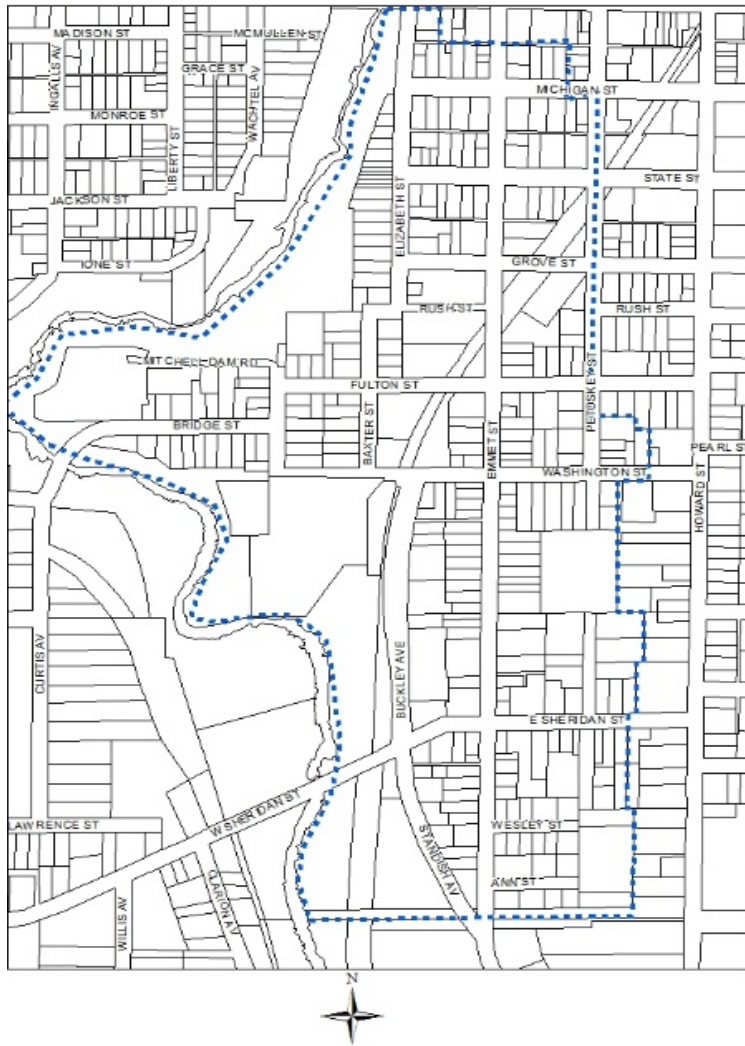 MADISON ST
MCMULLEN ST
INGALLS AV
GRACE ST
WACHTEL AV
MICHIGAN ST
MONROE ST
LIBERTY ST
STATE ST
JACKSON ST
ELIZABETH ST
IONE ST
GROVE ST
RUSH ST
RUSH ST
MITCHELL DAM RD
FULTON ST
PETOSKEY ST
BRIDGE ST
BAXTER ST
EMMET ST
PEARL ST
WASHINGTON ST
HOWARD ST
CURTIS AV
BUCKLEY AVE
E SHERIDAN ST
W SHERIDAN ST
LAWRENCE ST
WESLEY ST
STANDISH AV
CLARION AV
ANN ST
WILLIS AV
N